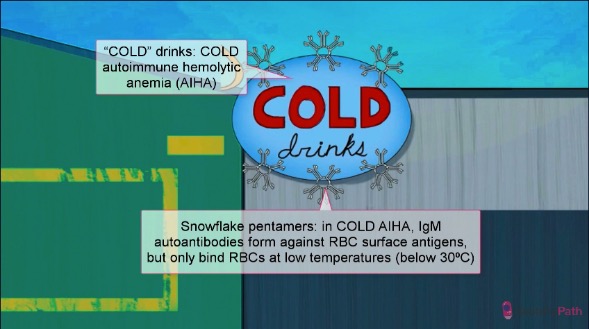 “COLD” drinks: COLD
autoimmune hemolytic
anemia (AIHA)
COLD
drinks
Snowflake pentamers: in COLD AIHA, IgM
autoantibodies form against RBC surface antigens,
but only bind RBCs at low temperatures (below 30ºC)
Path